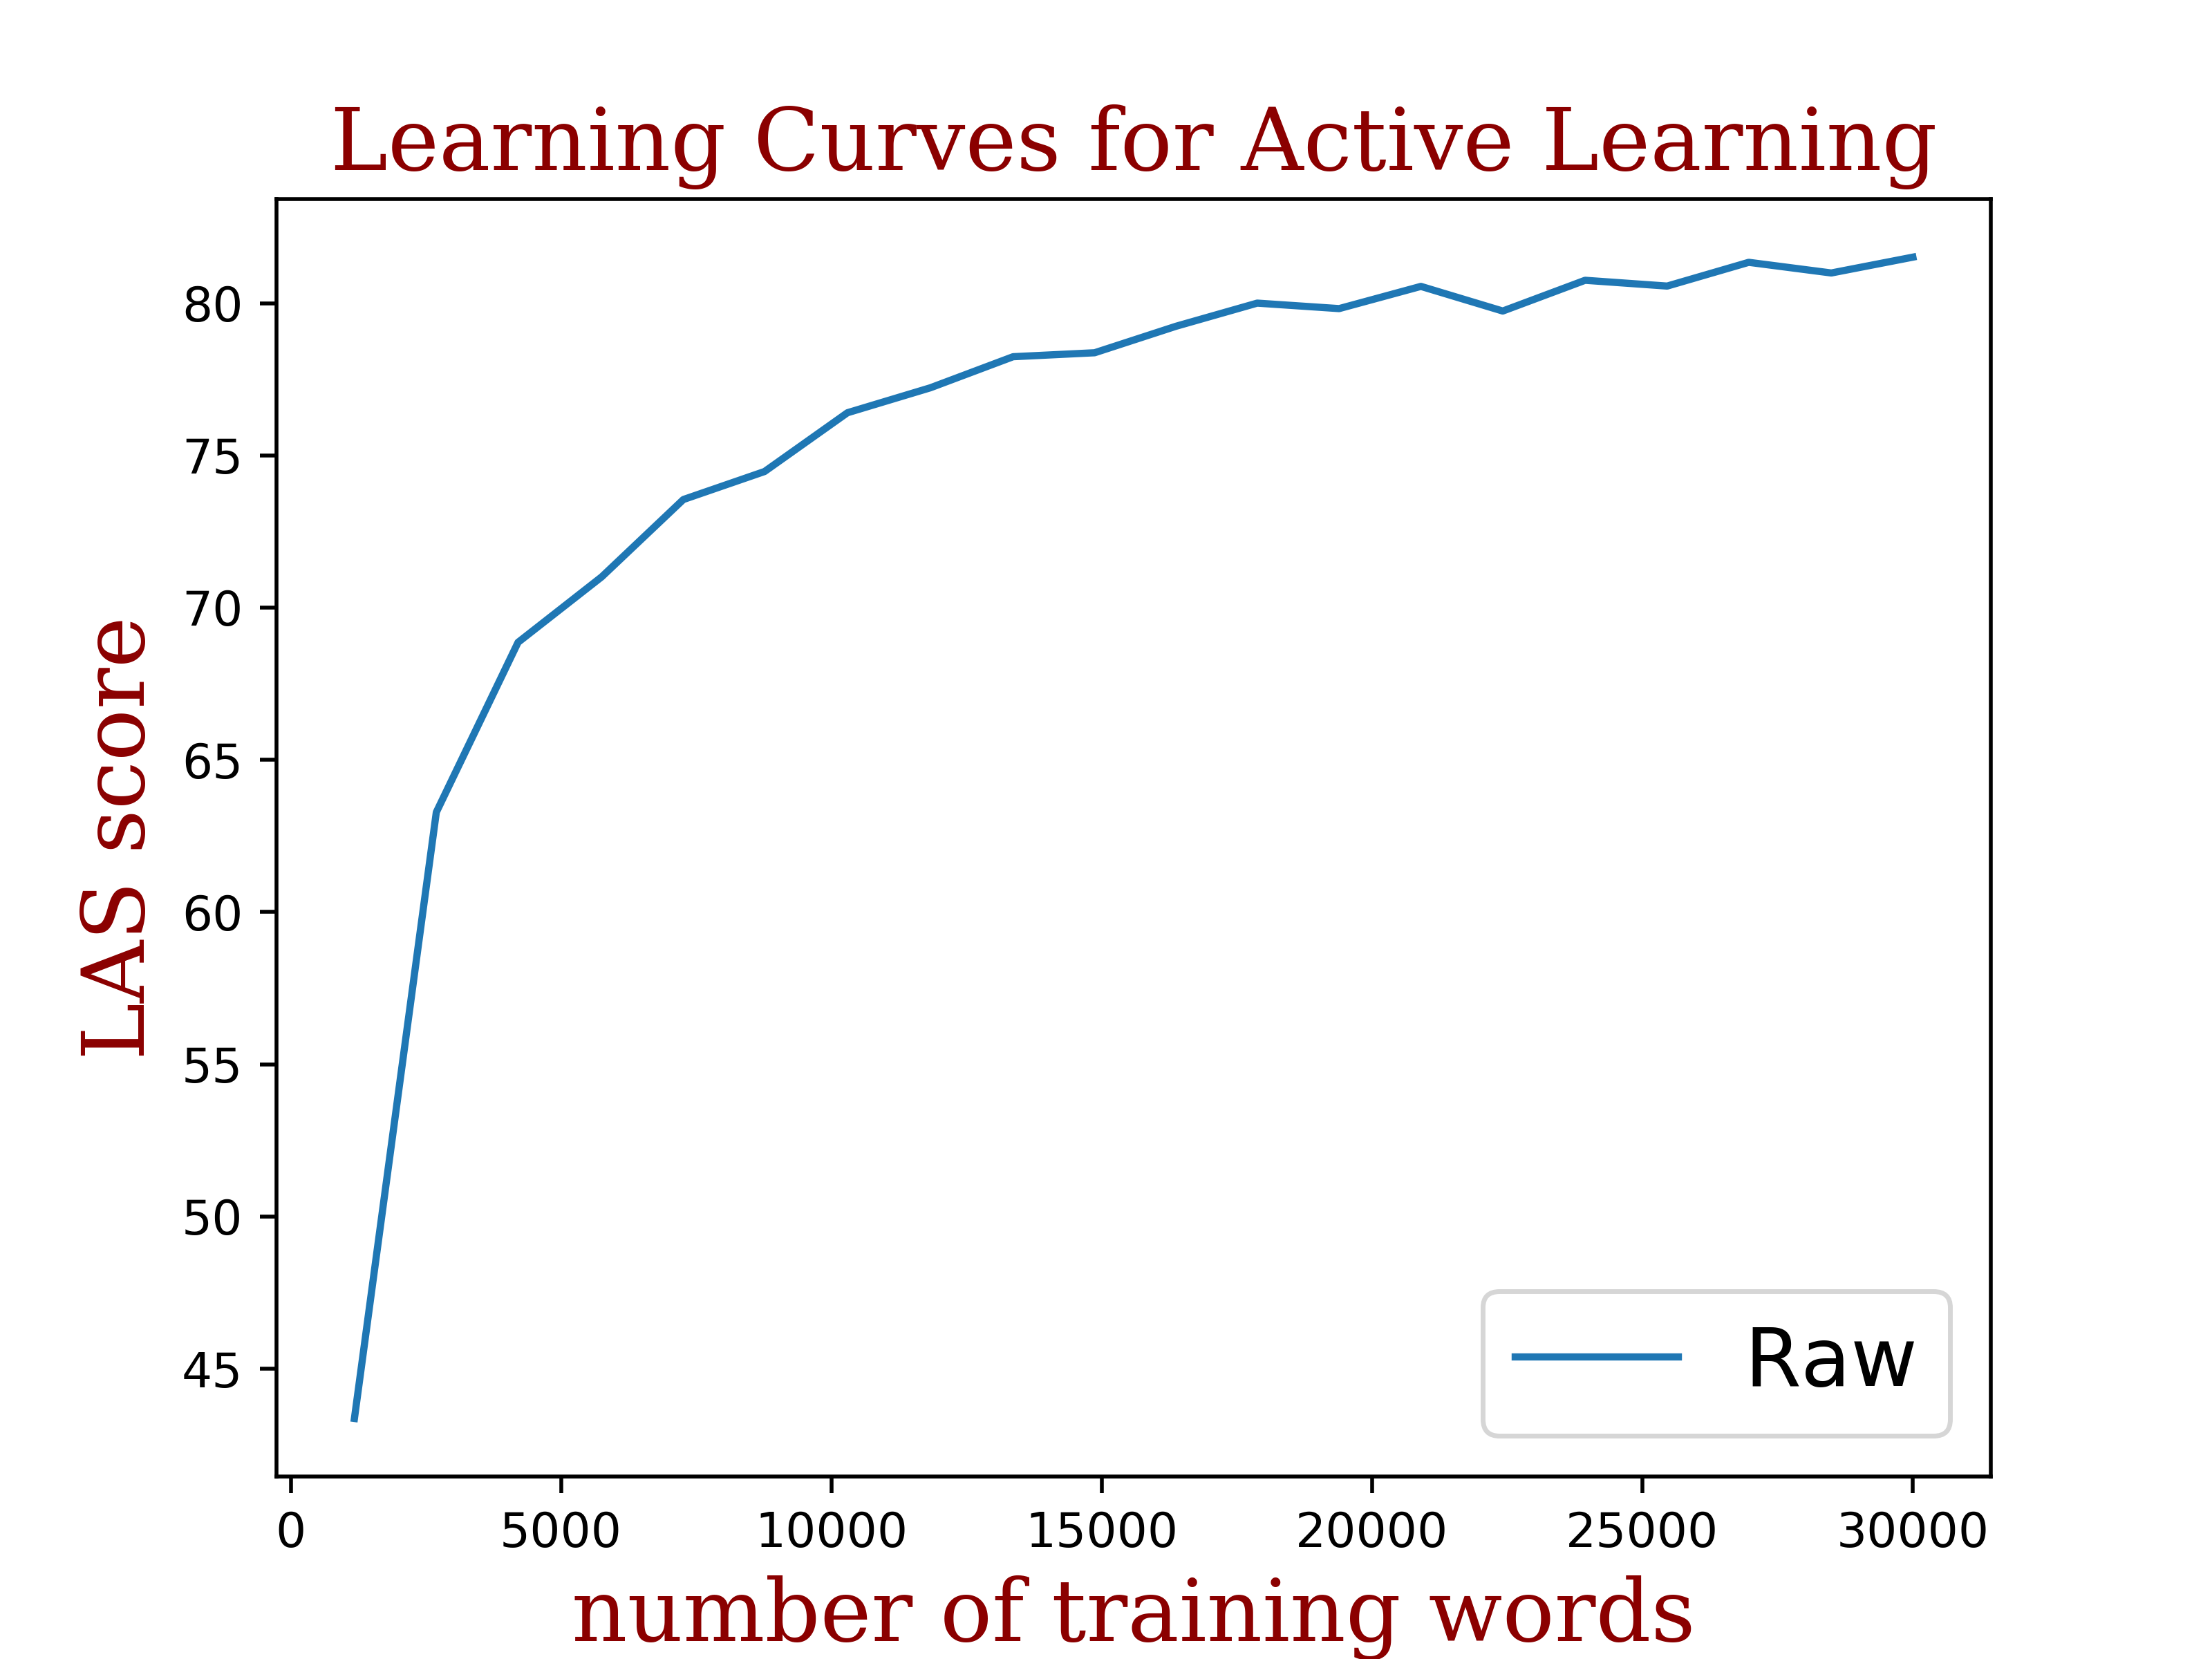 Learning Curves for Active Learning
80
75
70
65
60
55
50
45
LAS score
Raw
0 5000 10000 15000 20000 25000 30000
number of training words